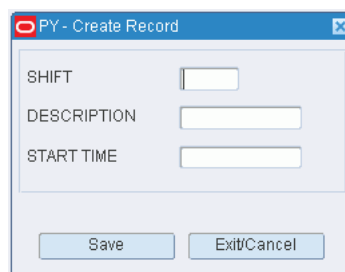 PY - Create Record
SHIFT
DESCRIPTION
START TIME
Save Exit/Cancel